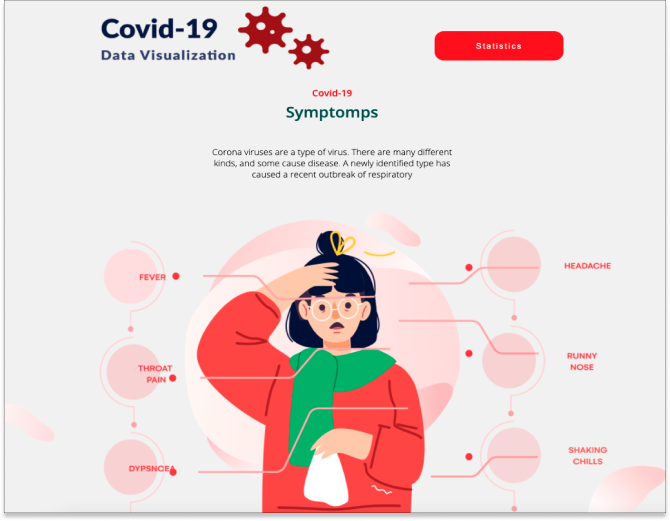 Covid-19
Data Visualization
Statistics
Covid-19
Symptomps
Corona viruses are a type of virus. There are many different
kinds, and some cause disease. A newly identified type has
caused a recent outbreak of respiratory
FEVER
HEADACHE
THROAT
PAIN
RUNNY
NOSE
DYPSNCEA
SHAKING
CHILLS